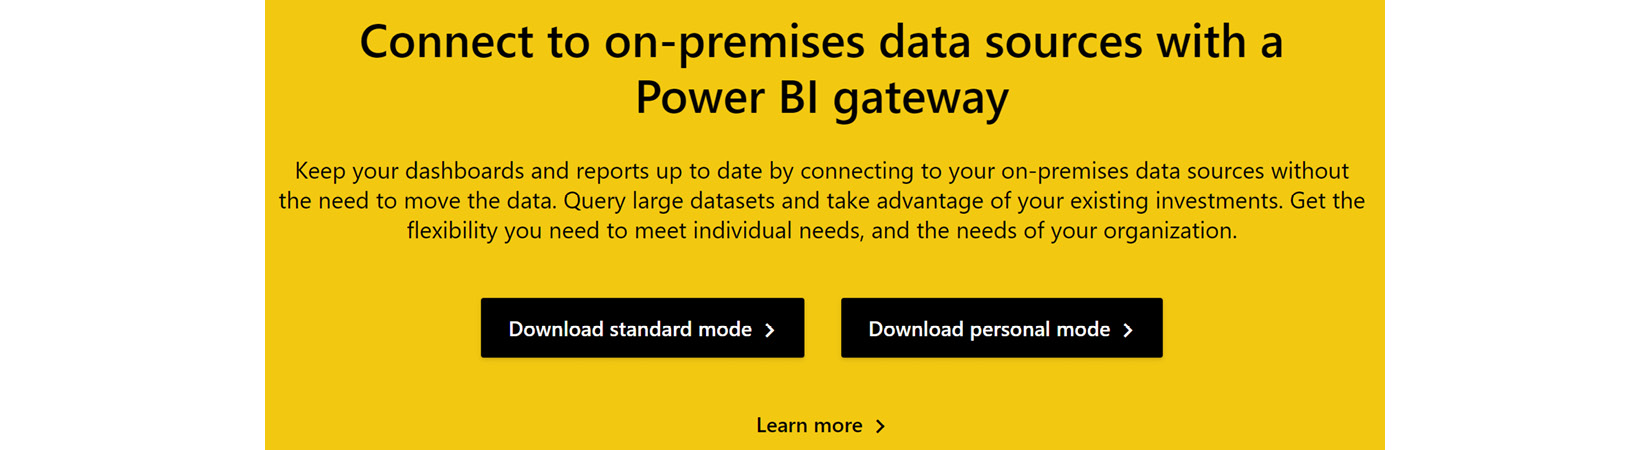 Connect to on-premises data sources with a
Power BI gateway
Keep your dashboards and reports up to date by connecting to your on-premises data sources without
the need to move the data. Query large datasets and take advantage of your existing investments. Get the
flexibility you need to meet individual needs, and the needs of your organization.
Download standard mode
Download personal mode
Learn more